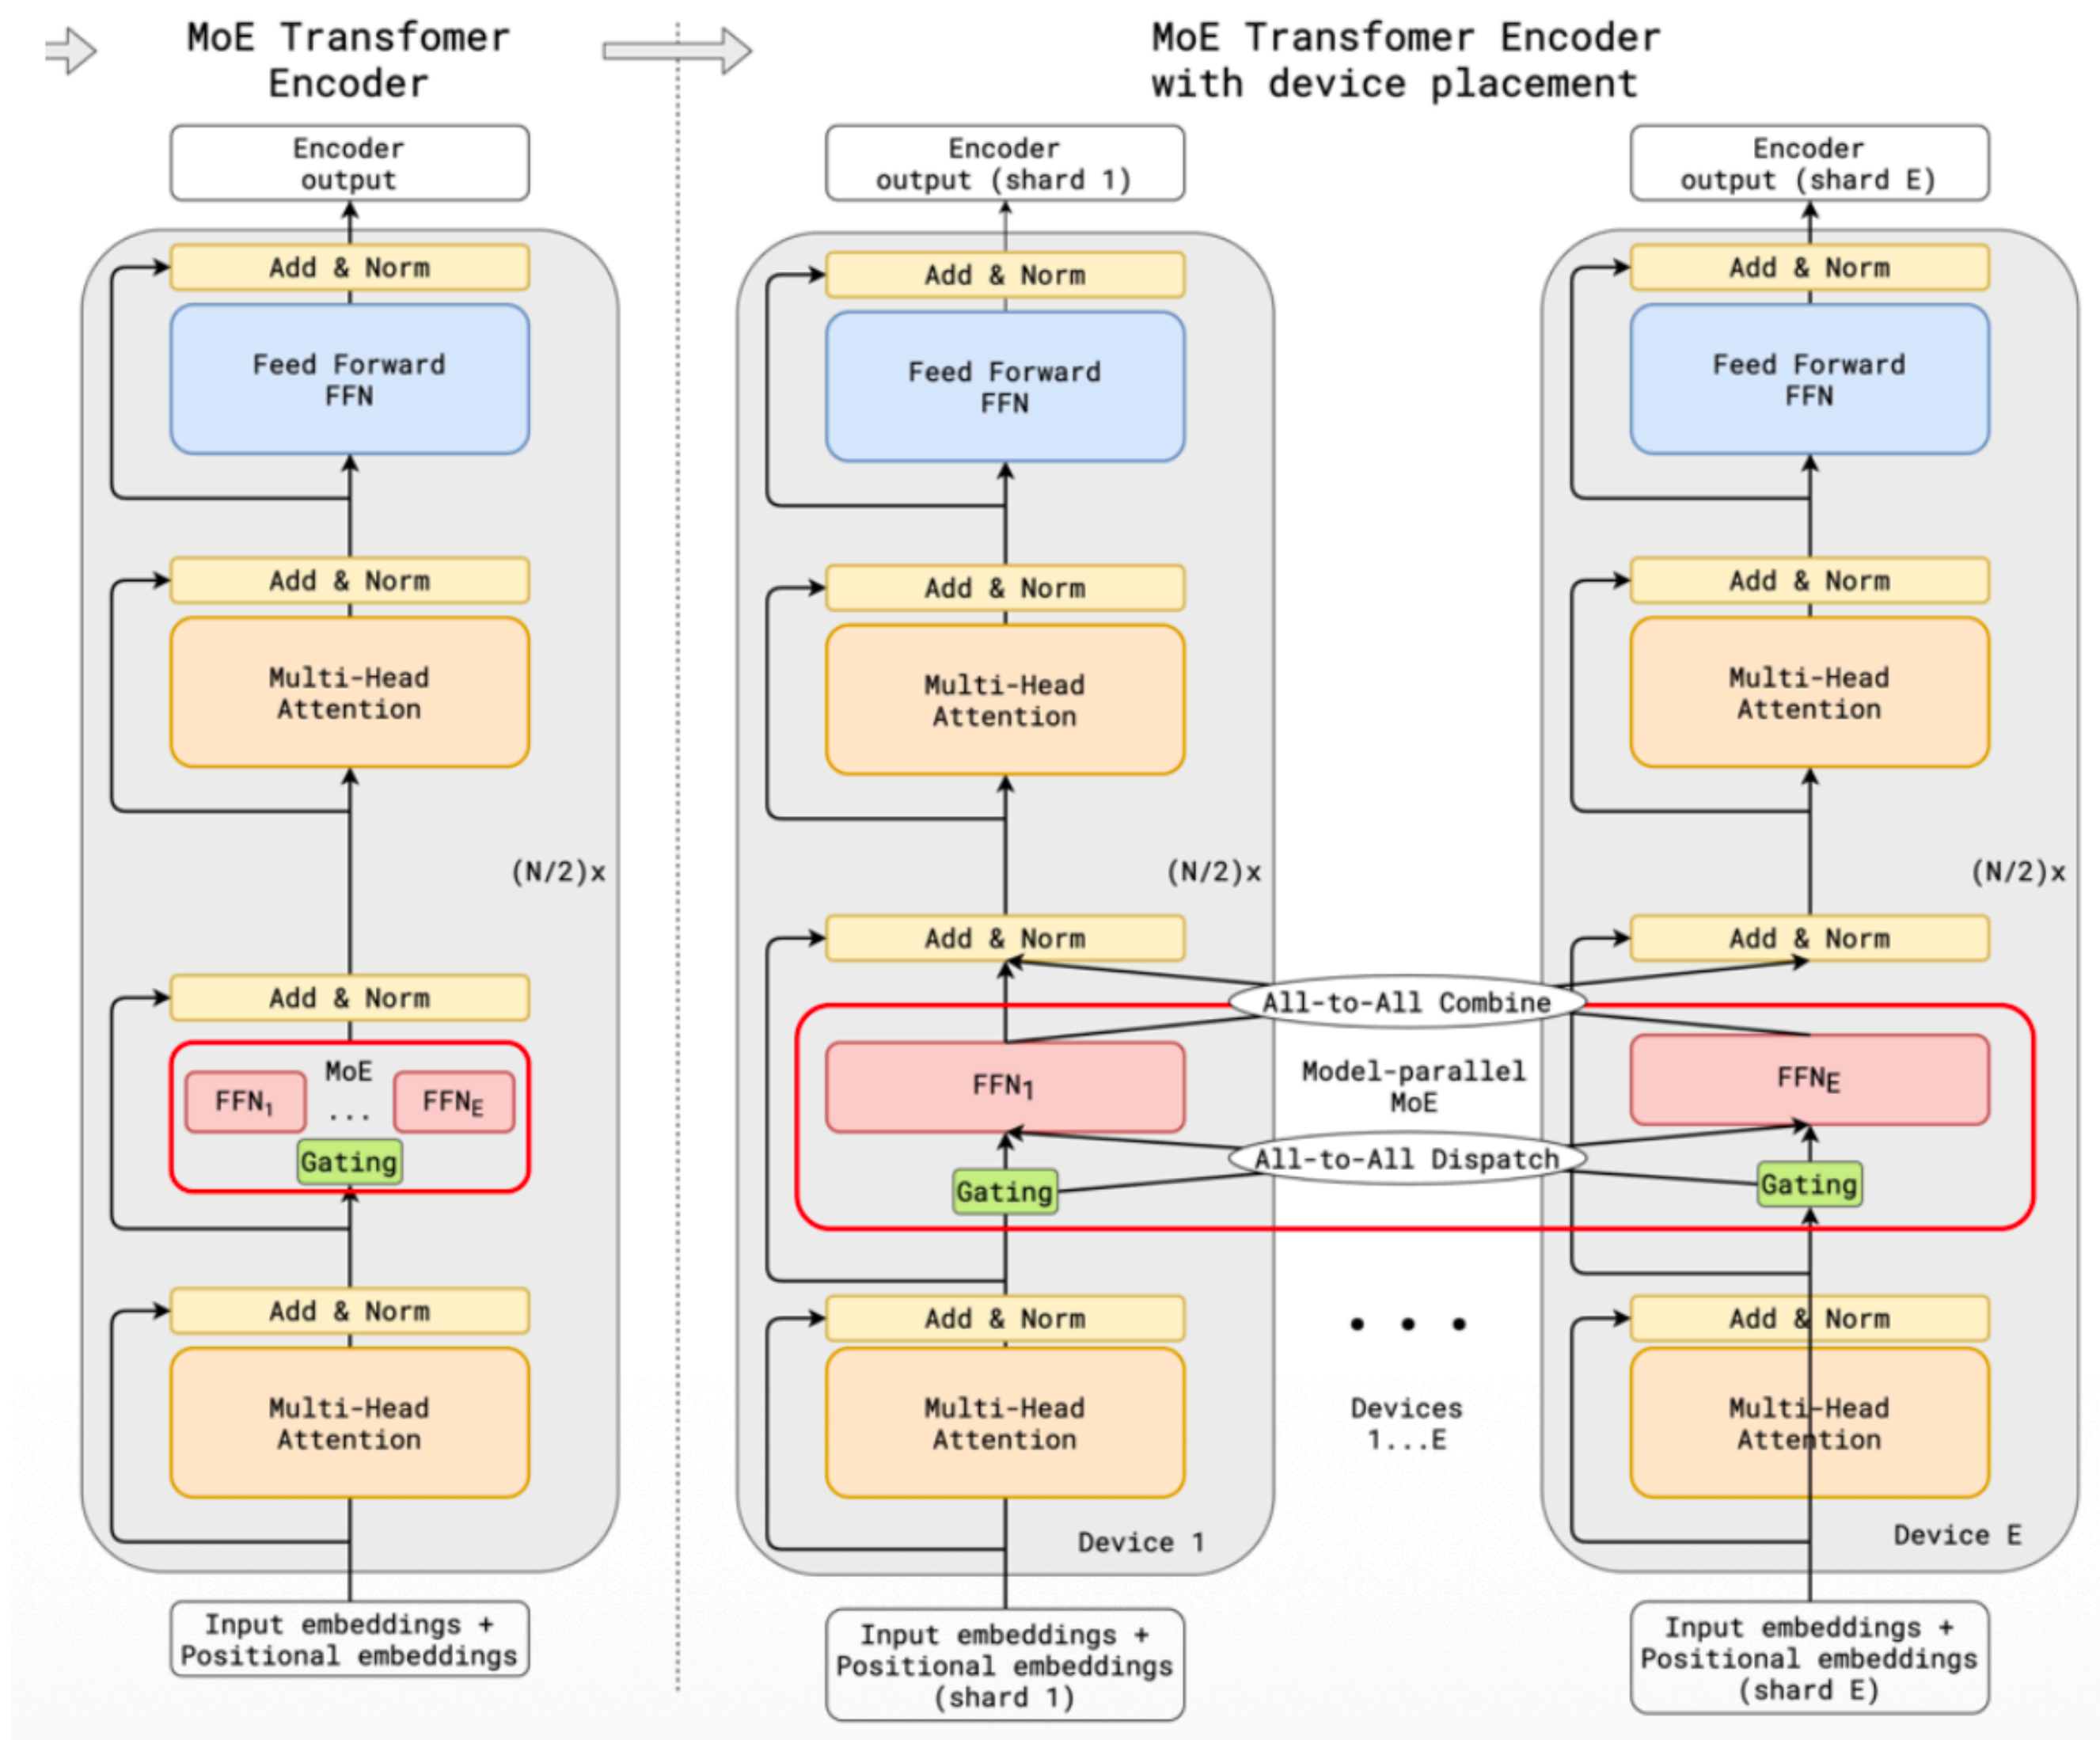 MoE Transfomer
Encoder
Encoder
output
Add & Norm
Feed Forward
FFN
Add & Norm
Multi-Head
Attention
(N/2)x
Add & Norm
MoE
FFN₁
...
FFNE
Gating
Add & Norm
Multi-Head
Attention
Input embeddings +
Positional embeddings
MoE Transfomer Encoder
with device placement
Encoder
output (shard 1)
Add & Norm
Feed Forward
FFN
Add & Norm
Multi-Head
Attention
(N/2)x
Add & Norm
FFN₁
Gating
Add & Norm
Multi-Head
Attention
Device 1
Input embeddings +
Positional embeddings
(shard 1)
All-to-All Combine
Model-parallel
MoE
All-to-All Dispatch
• • •
Devices
1...E
Encoder
output (shard E)
Add & Norm
Feed Forward
FFN
Add & Norm
Multi-Head
Attention
(N/2)x
Add & Norm
FFNE
Gating
Add & Norm
Multi-Head
Attention
Device E
Input embeddings +
Positional embeddings
(shard E)